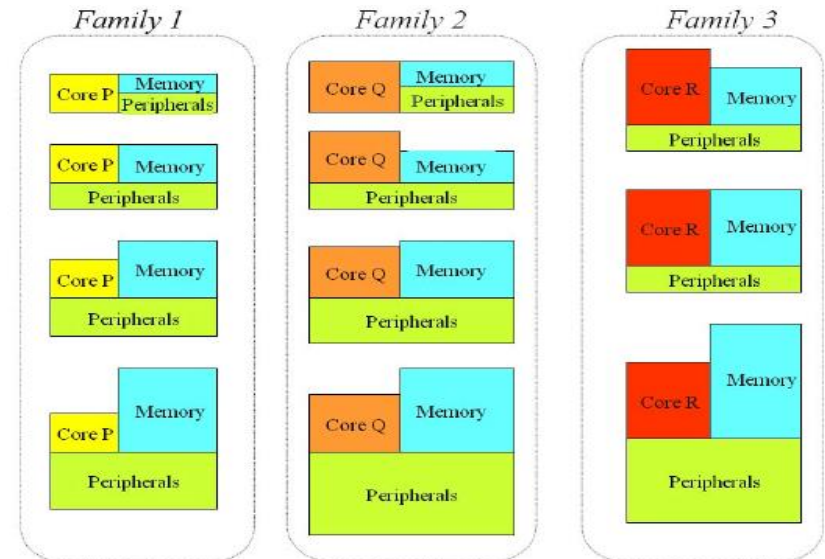 Family 1
Core P
Memory
Peripherals
Core P
Memory
Peripherals
Core P
Memory
Peripherals
Core P
Memory
Peripherals
Family 2
Core Q
Memory
Peripherals
Core Q
Memory
Peripherals
Core Q
Memory
Peripherals
Core Q
Memory
Peripherals
Family 3
Core R
Memory
Peripherals
Core R
Memory
Peripherals
Core R
Memory
Peripherals